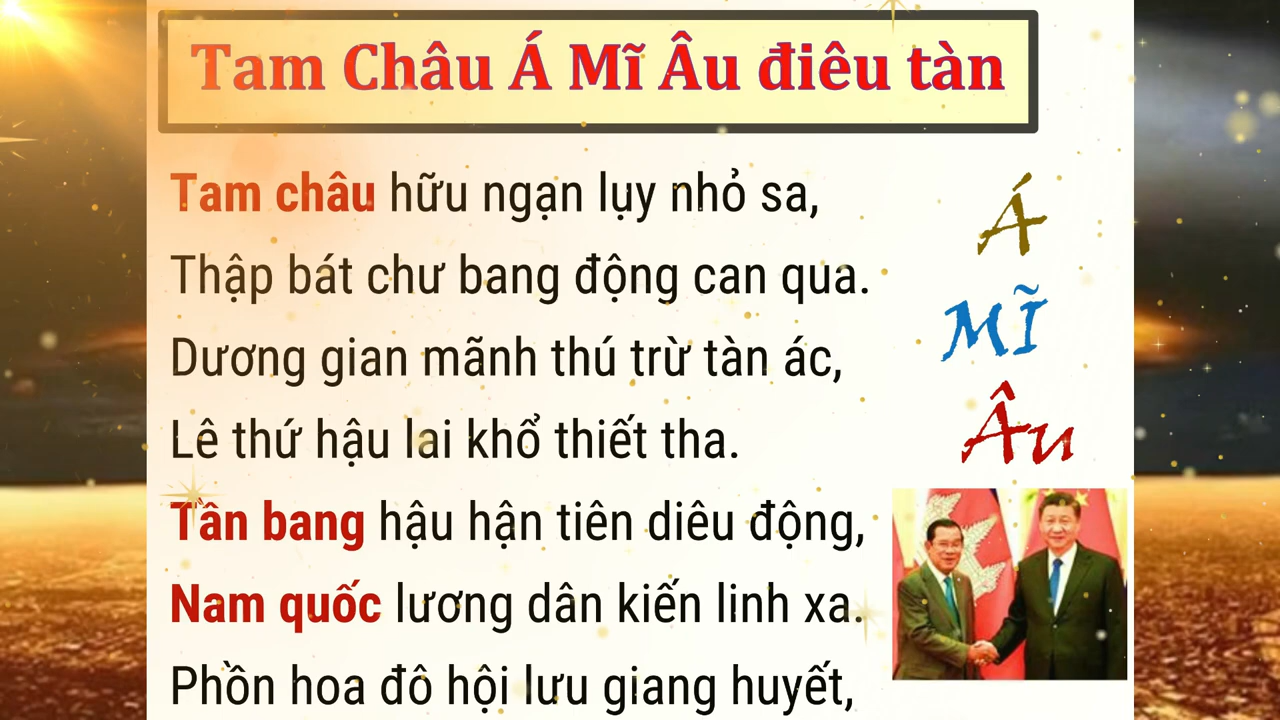 Tam Châu Á Mĩ Âu điêu tàn
Tam châu hữu ngạn lụy nhỏ sa,
Thập bát chư bang động can qua.
Dương gian mãnh thú trừ tàn ác,
Lê thứ hậu lai khổ thiết tha.
Tần bang hậu hận tiên diêu động,
Nam quốc lương dân kiến linh xa.
Phồn hoa đô hội lưu giang huyết,
Á
MĨ
Âu